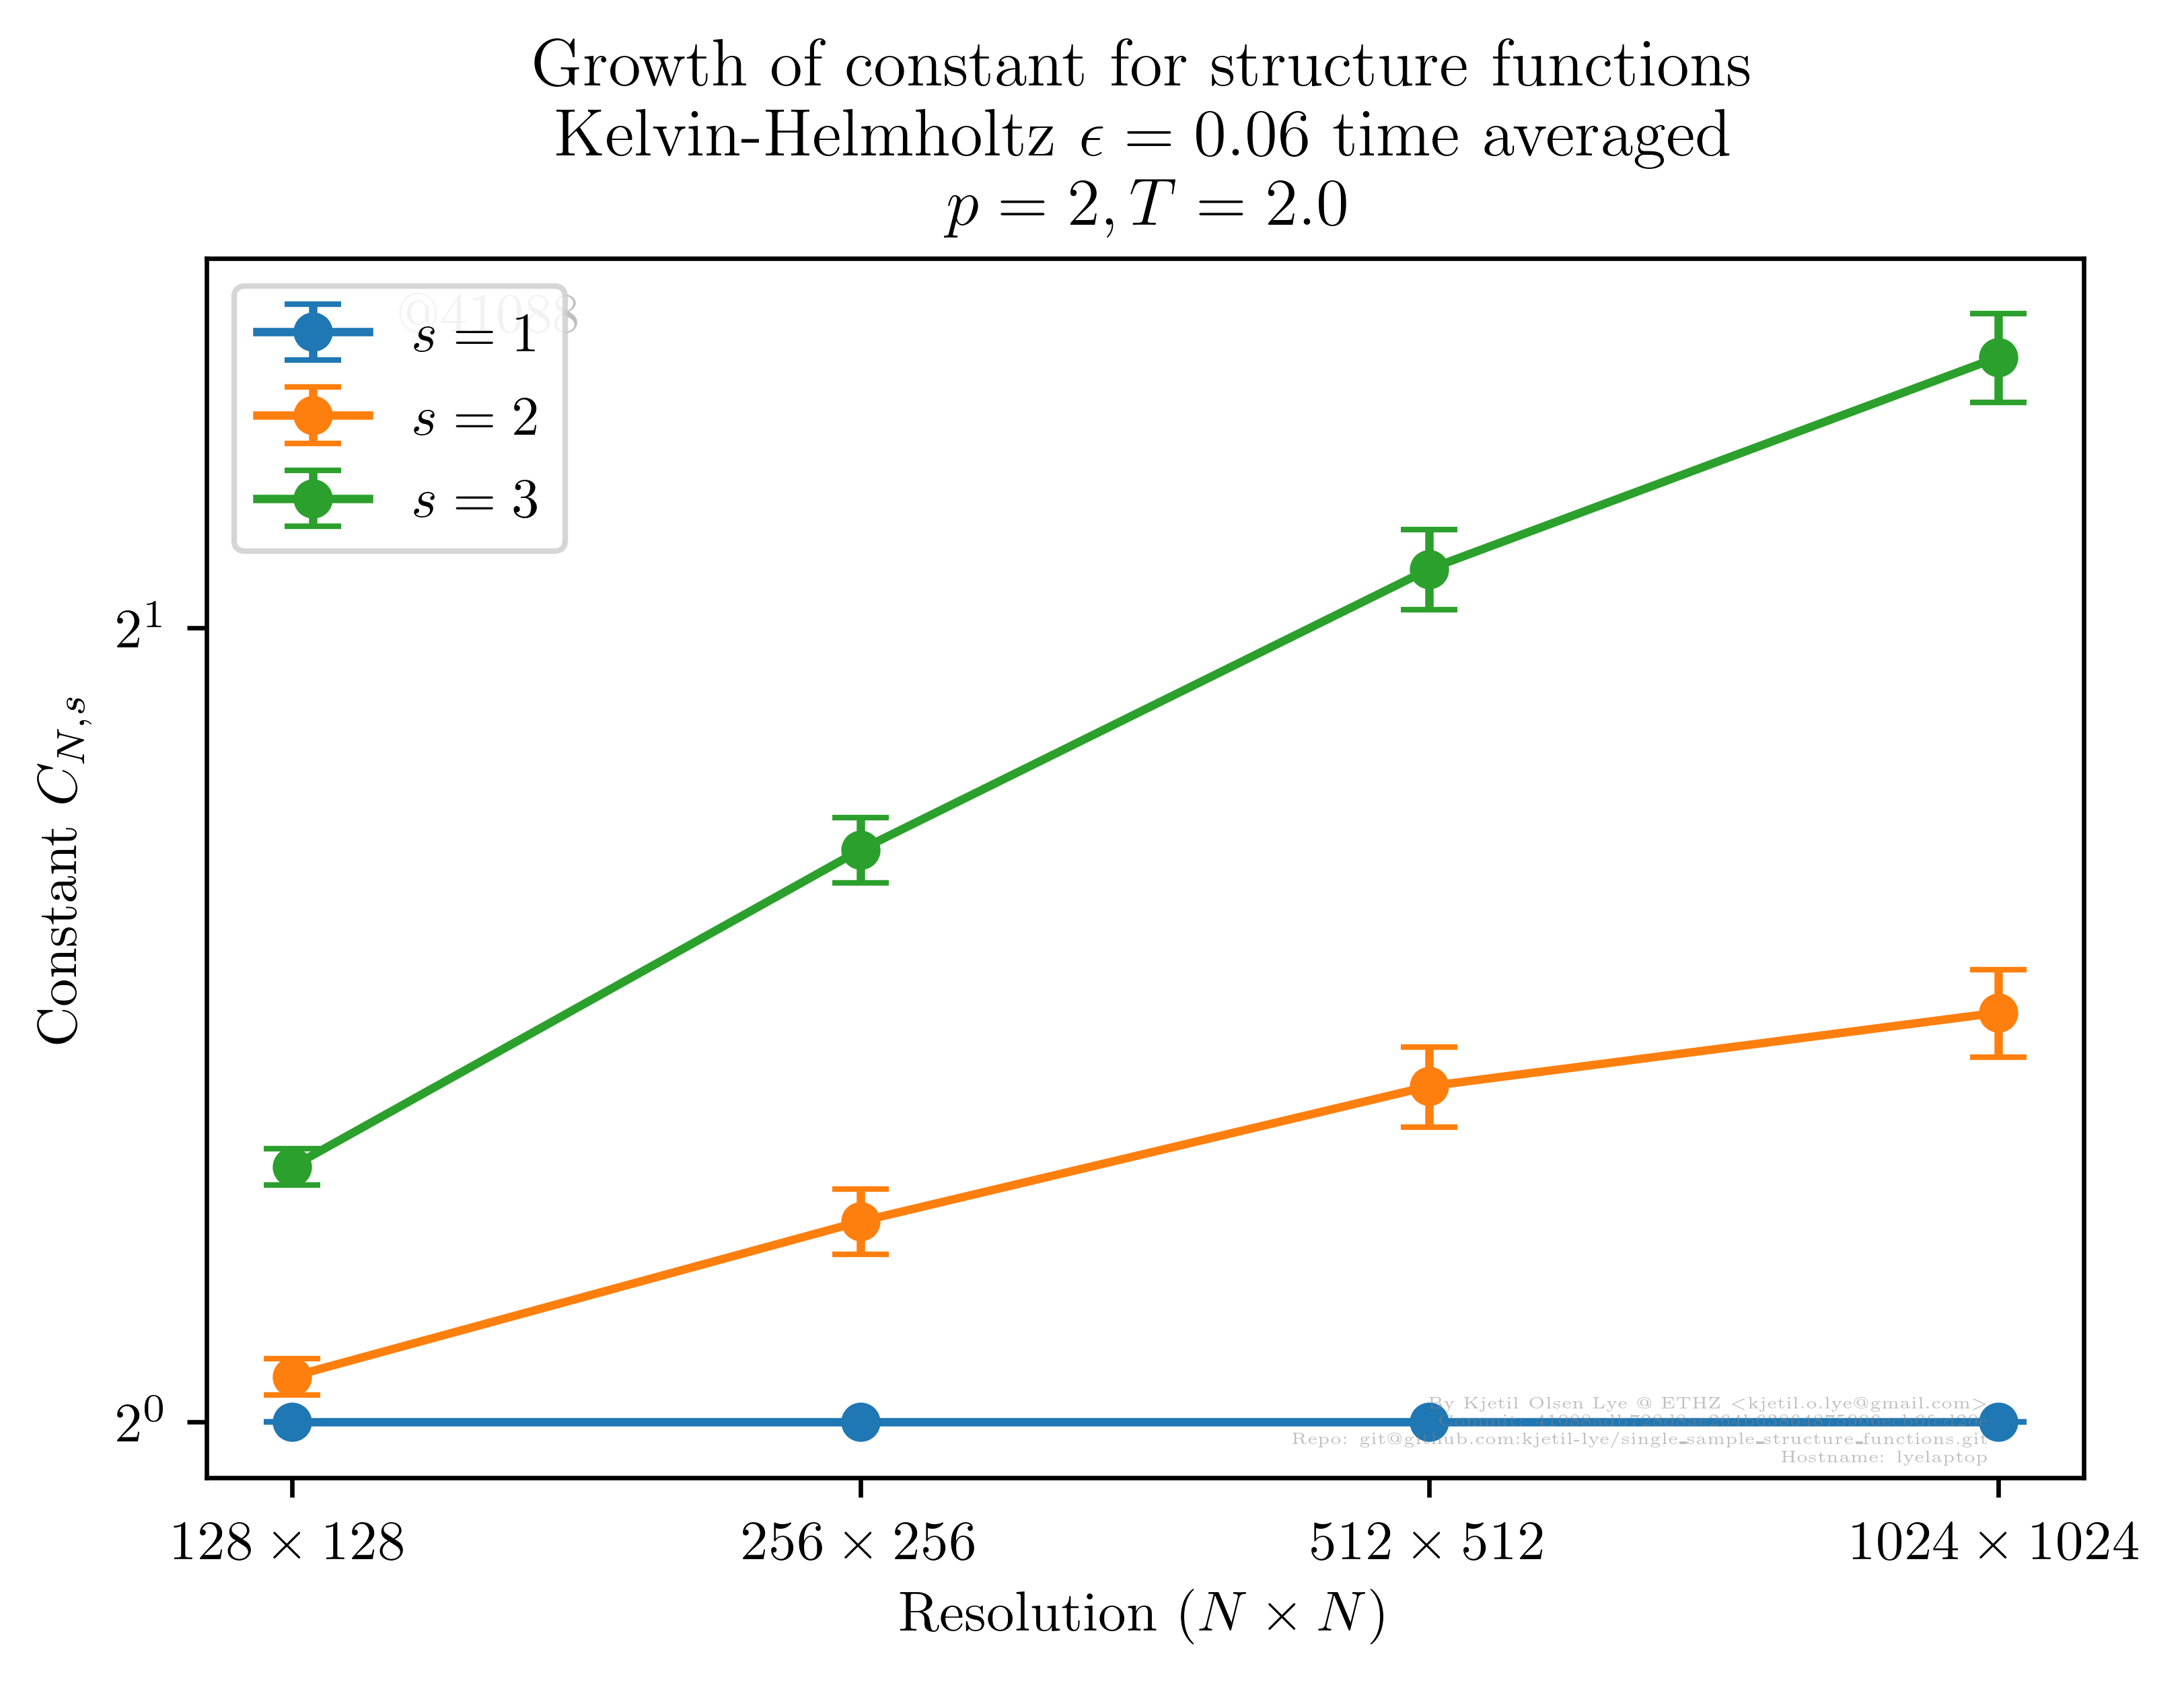 Growth of constant for structure functions
Kelvin-Helmholtz ϵ = 0.06 time averaged
p = 2, T = 2.0
@41088
s = 1
s = 2
s = 3
2^1
2^0
Constant C_{N,s}
By Kjetil Olsen Lye @ ETHZ <kjetil.o.lye@gmail.com>
Repo: git@github.com:kjetil-lye/single_sample_structure_functions.git
Hostname: lyelaptop
128 × 128
256 × 256
512 × 512
1024 × 1024
Resolution (N × N)